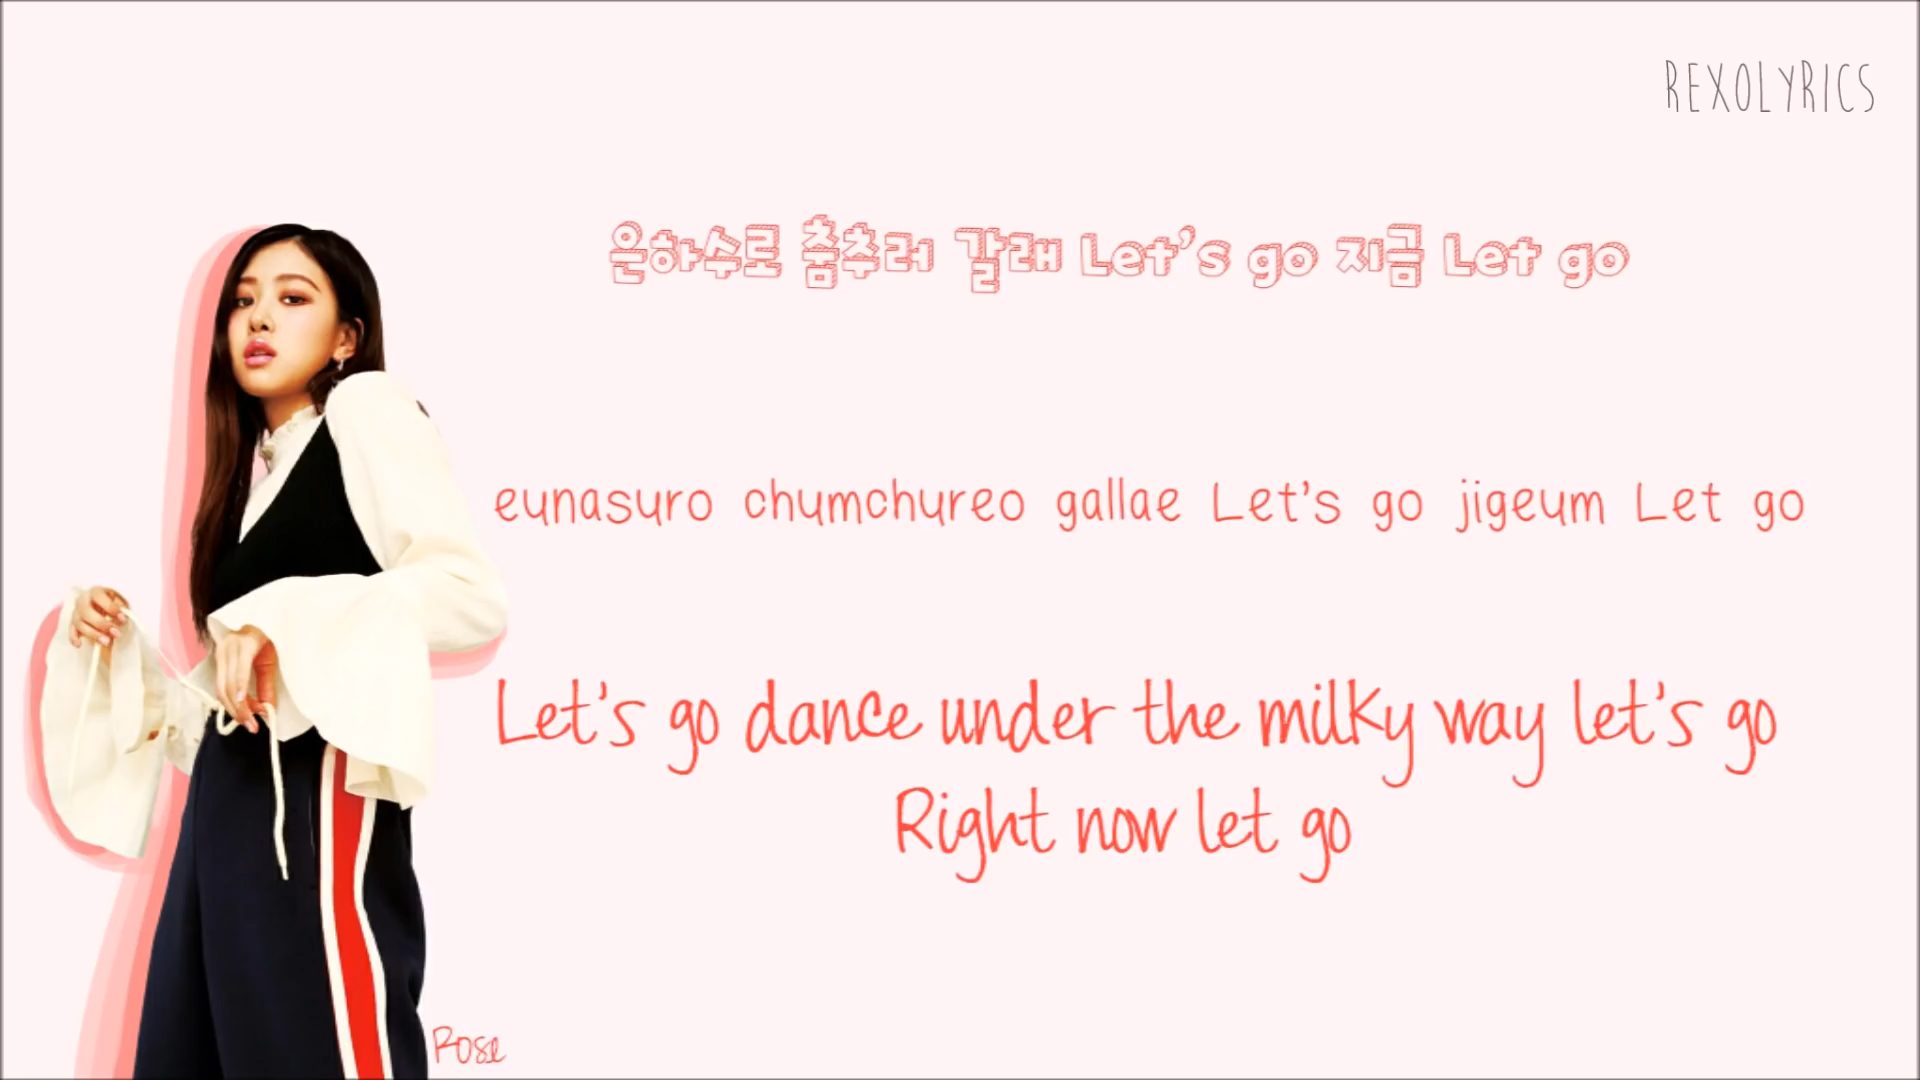 REXOLYRICS
은하수로 춤추러 갈래 Let's go 지금 Let go
eunasuro chumchureo gallae Let's go jigeum Let go
Let's go dance under the milky way let's go
Right now let go
Rose